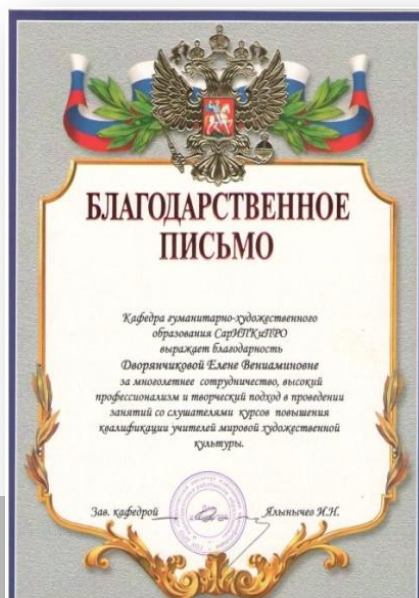 БЛАГОДАРСТВЕННОЕ
ПИСЬМО
Кафедра гуманитарно-художественного
образования СарИПКиПРО
выражает благодарность
Дворянчиковой Елене Вениаминовне
за многолетнее сотрудничество, высокий
профессионализм и творческий подход в проведении
занятий со слушателями курсов повышения
квалификации учителей мировой художественной
культуры.
Зав. кафедрой Ялынычев И.Н.